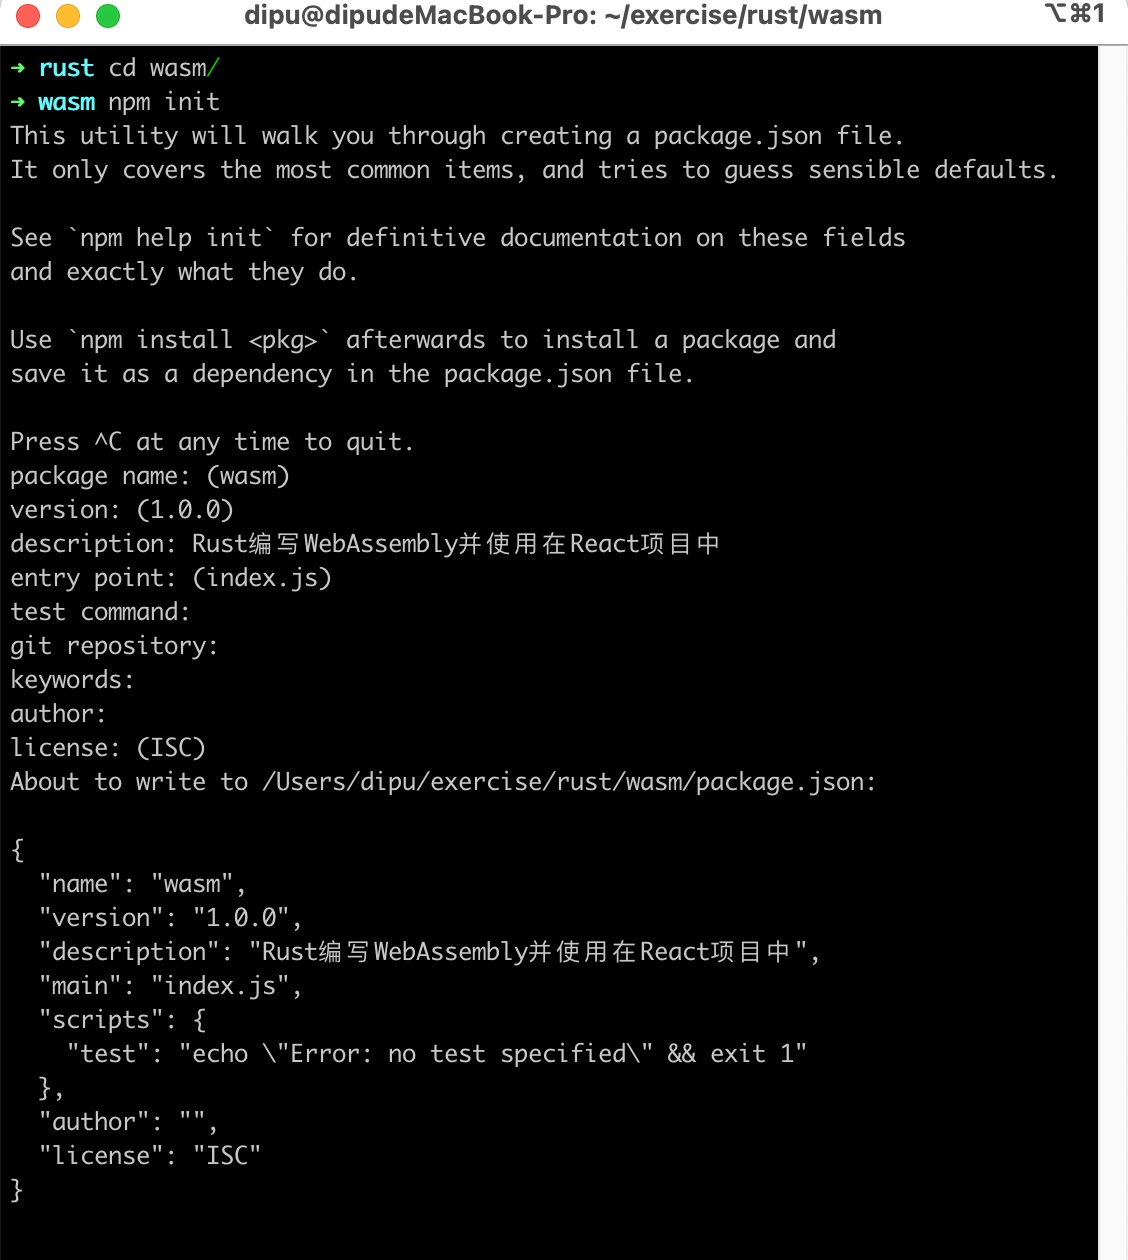 dipu@dipudeMacBook-Pro: ~/exercise/rust/wasm ⌥⌘1
➜ rust cd wasm/
➜ wasm npm init
This utility will walk you through creating a package.json file.
It only covers the most common items, and tries to guess sensible defaults.
See `npm help init` for definitive documentation on these fields
and exactly what they do.
Use `npm install <pkg>` afterwards to install a package and
save it as a dependency in the package.json file.
Press ^C at any time to quit.
package name: (wasm)
version: (1.0.0)
description: Rust编写WebAssembly并使用在React项目中
entry point: (index.js)
test command:
git repository:
keywords:
author:
license: (ISC)
About to write to /Users/dipu/exercise/rust/wasm/package.json:
{
  "name": "wasm",
  "version": "1.0.0",
  "description": "Rust编写WebAssembly并使用在React项目中",
  "main": "index.js",
  "scripts": {
    "test": "echo \"Error: no test specified\" && exit 1"
  },
  "author": "",
  "license": "ISC"
}